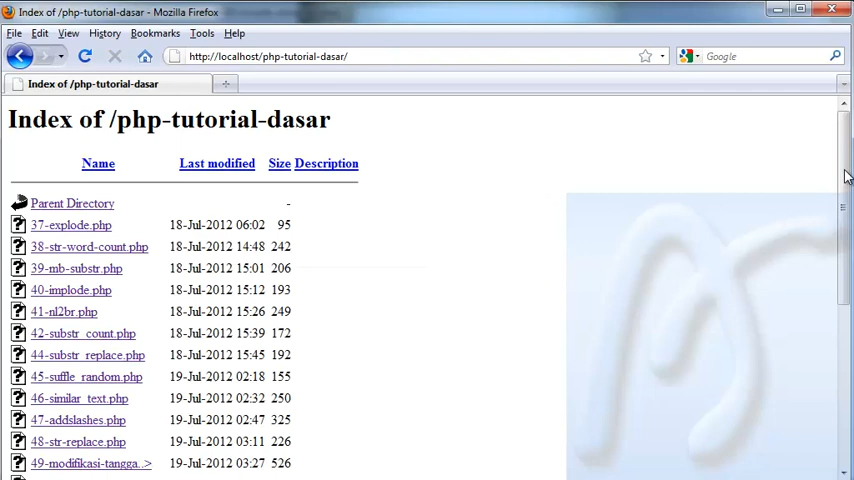 Index of /php-tutorial-dasar - Mozilla Firefox
File Edit View History Bookmarks Tools Help
http://localhost/php-tutorial-dasar/ Google
Index of /php-tutorial-dasar
Index of /php-tutorial-dasar
Name Last modified Size Description
Parent Directory -
37-explode.php 18-Jul-2012 06:02 95
38-str-word-count.php 18-Jul-2012 14:48 242
39-mb-substr.php 18-Jul-2012 15:01 206
40-implode.php 18-Jul-2012 15:12 193
41-nl2br.php 18-Jul-2012 15:26 249
42-substr_count.php 18-Jul-2012 15:39 172
44-substr_replace.php 18-Jul-2012 15:45 192
45-suffle_random.php 19-Jul-2012 02:18 155
46-similar_text.php 19-Jul-2012 02:32 250
47-addslashes.php 19-Jul-2012 02:47 325
48-str-replace.php 19-Jul-2012 03:11 226
49-modifikasi-tangga..> 19-Jul-2012 03:27 526